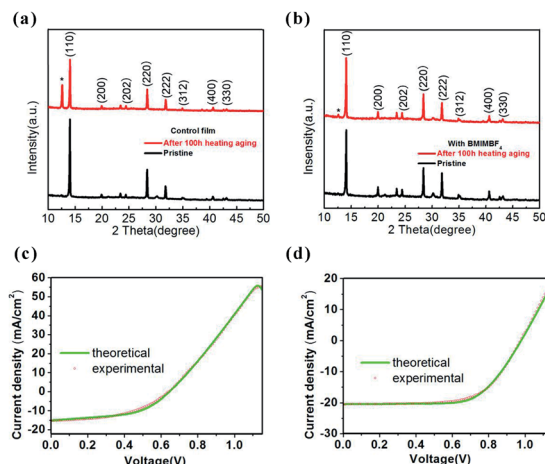 (a)
(b)
(110)
*
(200)
(202)
(220)
(222)
(312)
(400)
(330)
Control film
After 100h heating aging
Pristine
Intensity(a.u.)
10 15 20 25 30 35 40 45 50
2 Theta(degree)
(110)
*
(200)
(202)
(220)
(222)
(312)
(400)
(330)
With BMIMBF4
After 100h heating aging
Pristine
Insensity(a.u.)
10 15 20 25 30 35 40 45 50
2 Theta(degree)
(c)
(d)
60
50
40
30
20
10
0
-10
-20
theoretical
experimental
Current density (mA/cm2)
0.0 0.2 0.4 0.6 0.8 1.0
Voltage(V)
20
10
0
-10
-20
-30
theoretical
experimental
Current density (mA/cm2)
0.0 0.2 0.4 0.6 0.8 1.0
Voltage(V)